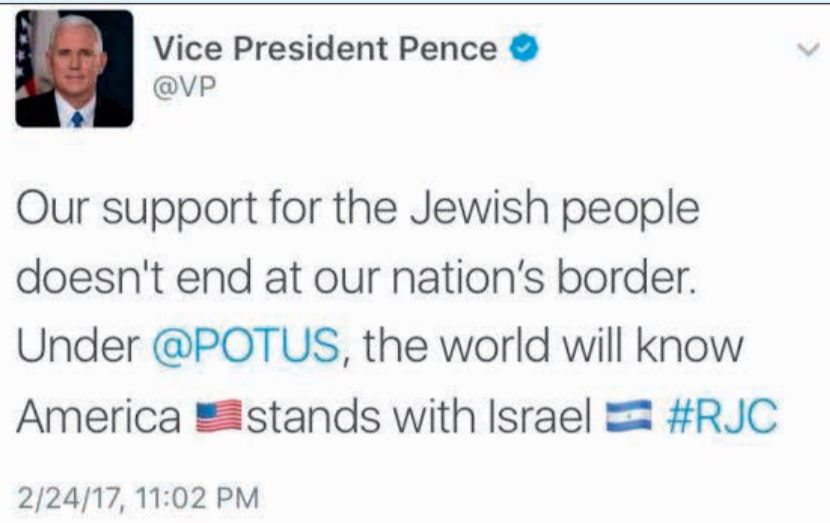 Vice President Pence
@VP
Our support for the Jewish people
doesn't end at our nation’s border.
Under @POTUS, the world will know
America 🇺🇸stands with Israel 🇳🇮 #RJC
2/24/17, 11:02 PM